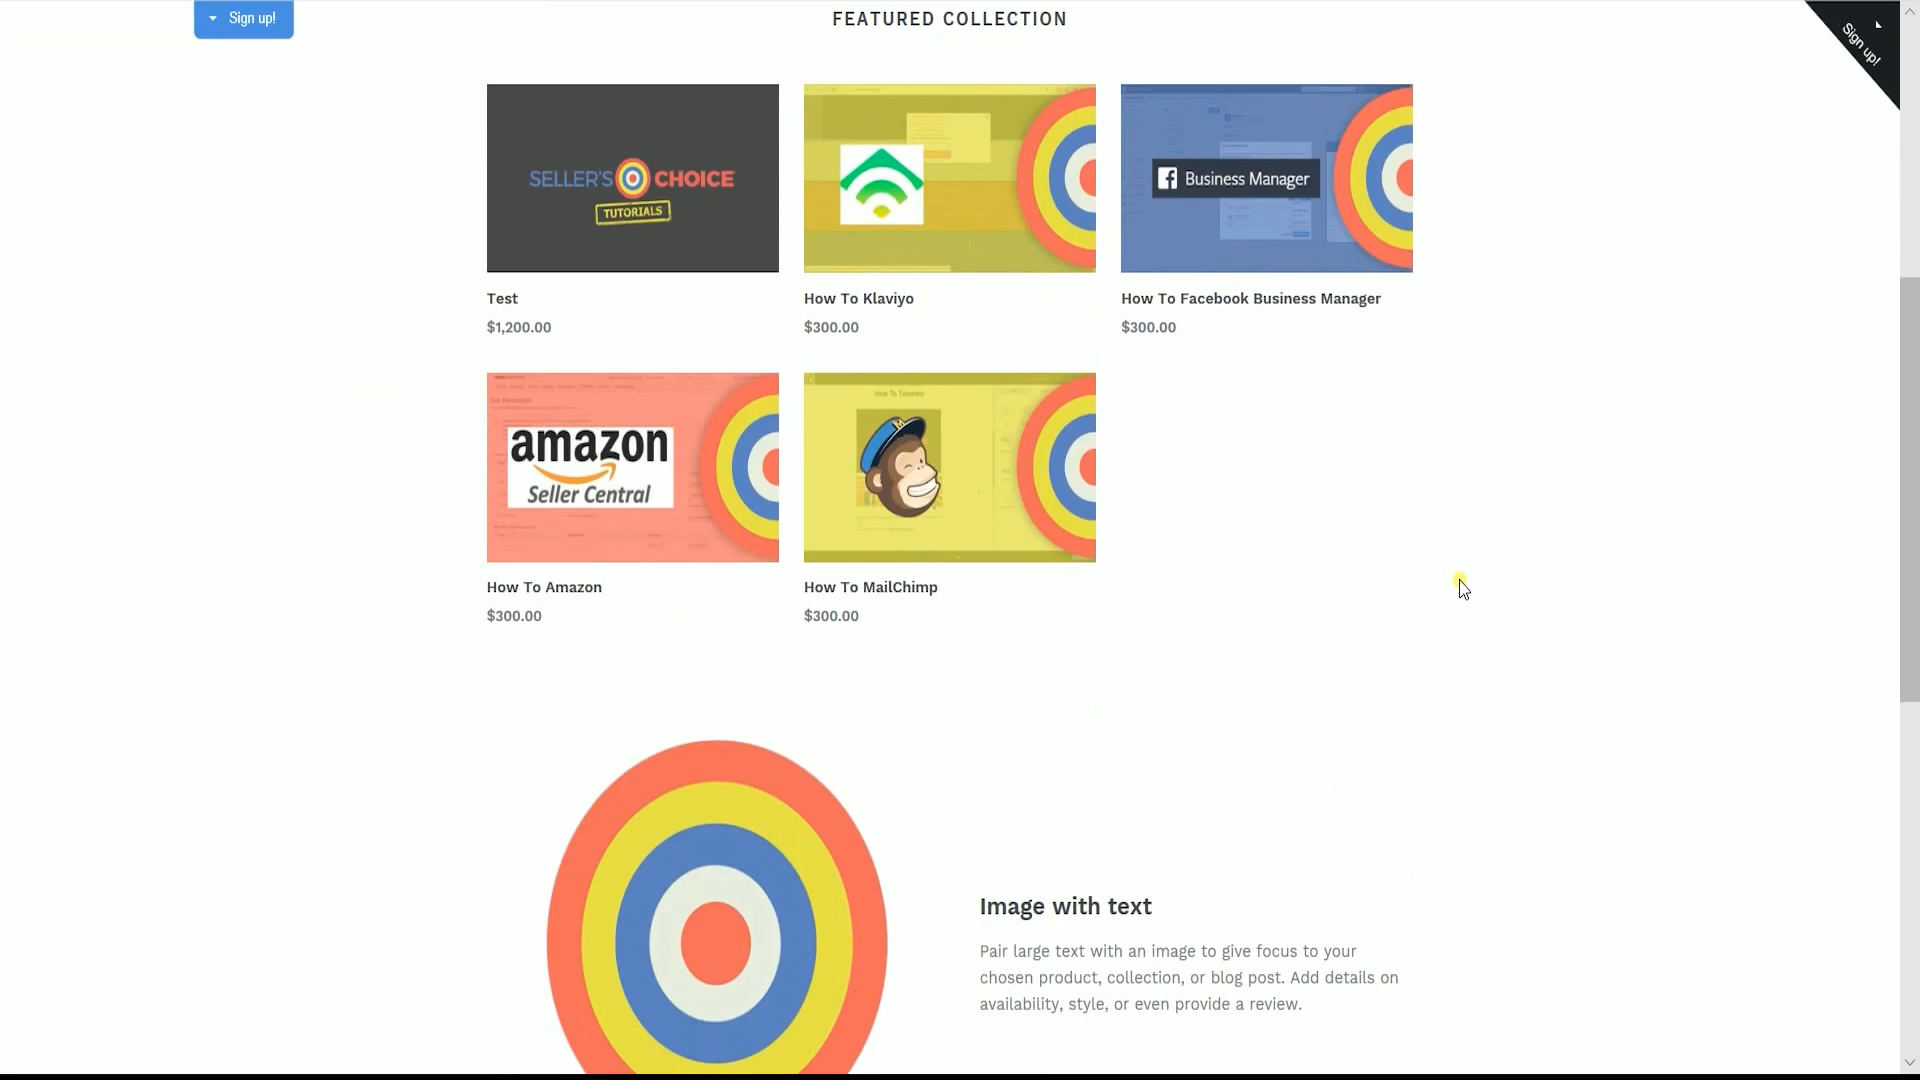 Sign up!
FEATURED COLLECTION
Sign up!
SELLER'S CHOICE
TUTORIALS
Business Manager
Test
How To Klaviyo
How To Facebook Business Manager
$1,200.00
$300.00
$300.00
How To Tutorials
amazon
Seller Central
How To Amazon
How To MailChimp
$300.00
$300.00
Image with text
Pair large text with an image to give focus to your
chosen product, collection, or blog post. Add details on
availability, style, or even provide a review.